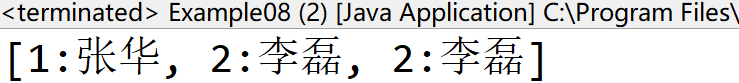 <terminated> Example08 (2) [Java Application] C:\Program Files\
[1:张华, 2:李磊, 2:李磊]